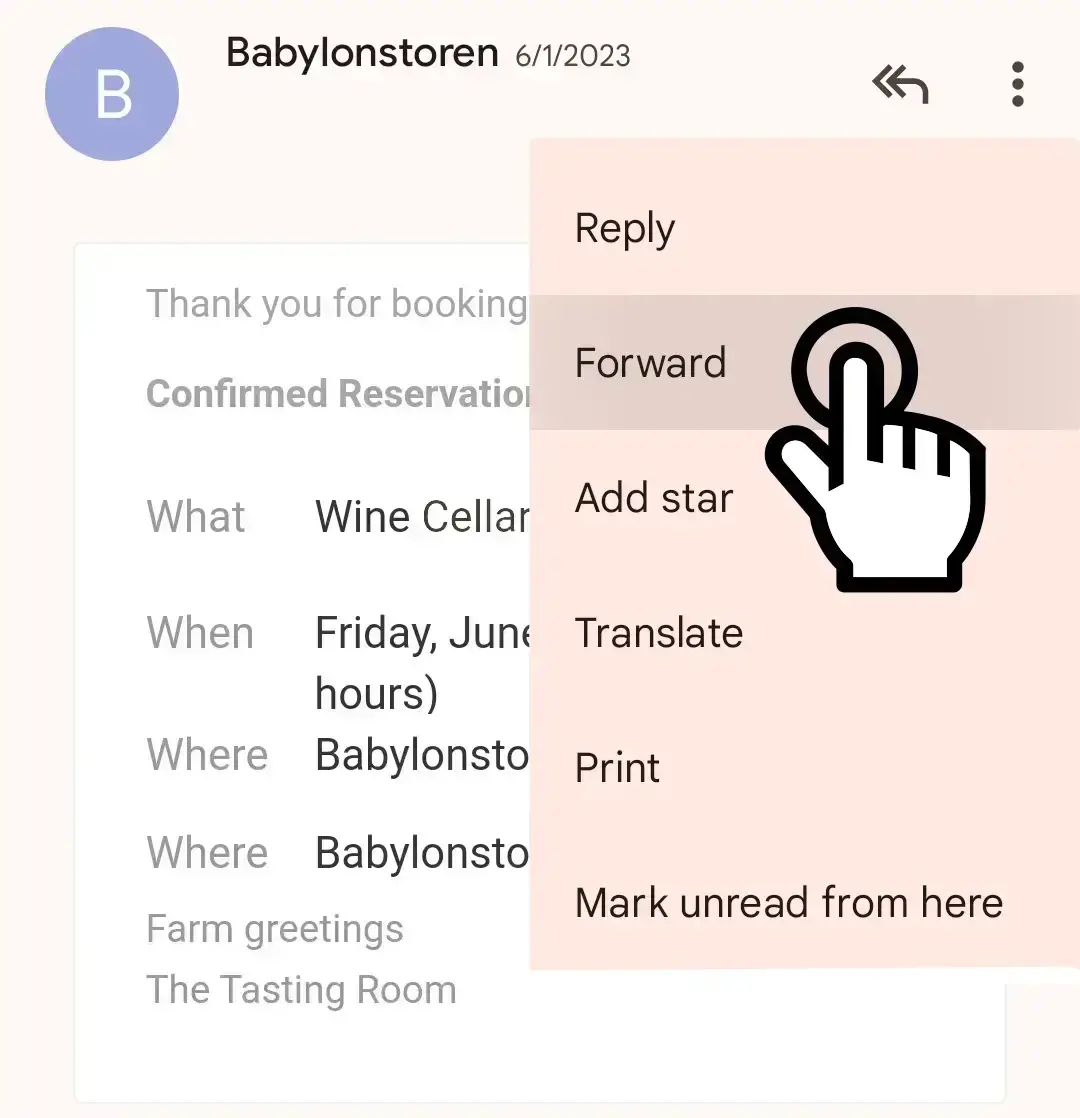 B
Babylonstoren 6/1/2023
Reply
Forward
Add star
Translate
Print
Mark unread from here
Thank you for booking
Confirmed Reservation
What Wine Cellar
When Friday, June
hours)
Where Babylonsto
Where Babylonsto
Farm greetings
The Tasting Room